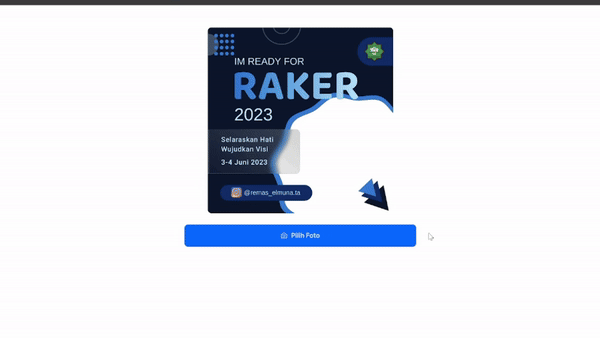 IM READY FOR
RAKER
2023
Selaraskan Hati
Wujudkan Visi
3-4 Juni 2023
@remas_elmuna.ta
Pilih Foto